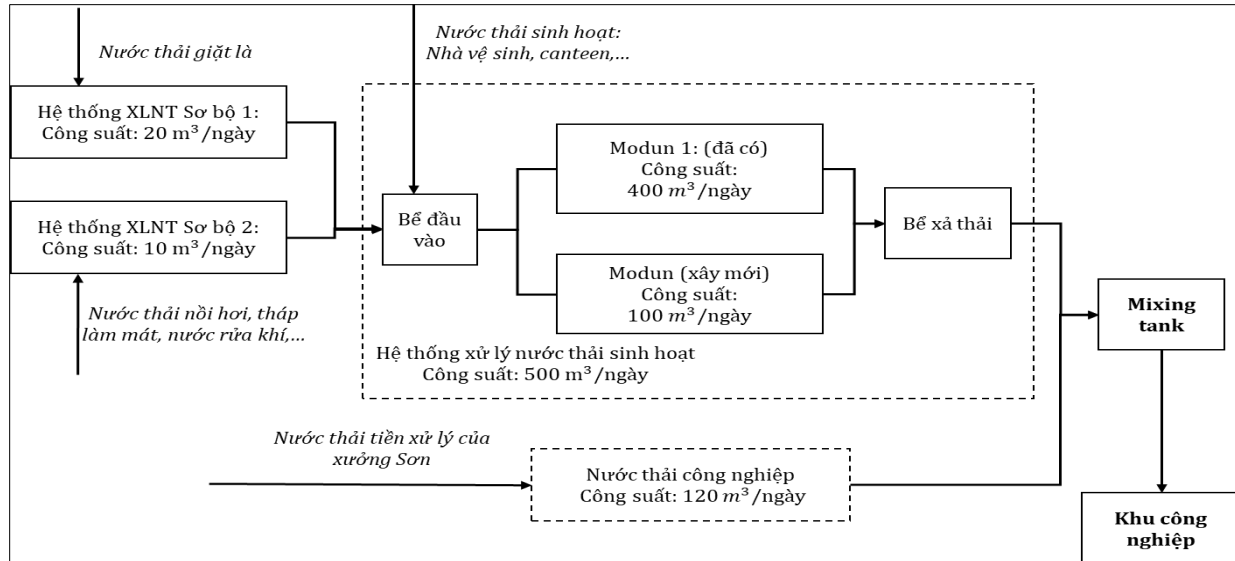 Nước thải giặt là
Nước thải sinh hoạt:
Nhà vệ sinh, canteen,...
Hệ thống XLNT Sơ bộ 1:
Công suất: 20 m³/ngày
Hệ thống XLNT Sơ bộ 2:
Công suất: 10 m³/ngày
Nước thải nồi hơi, tháp
làm mát, nước rửa khí,...
Bể đầu
vào
Modun 1: (đã có)
Công suất:
400 m³/ngày
Modun (xây mới)
Công suất:
100 m³/ngày
Bể xả thải
Hệ thống xử lý nước thải sinh hoạt
Công suất: 500 m³/ngày
Nước thải tiền xử lý của
xưởng Sơn
Nước thải công nghiệp
Công suất: 120 m³/ngày
Mixing
tank
Khu công
nghiệp